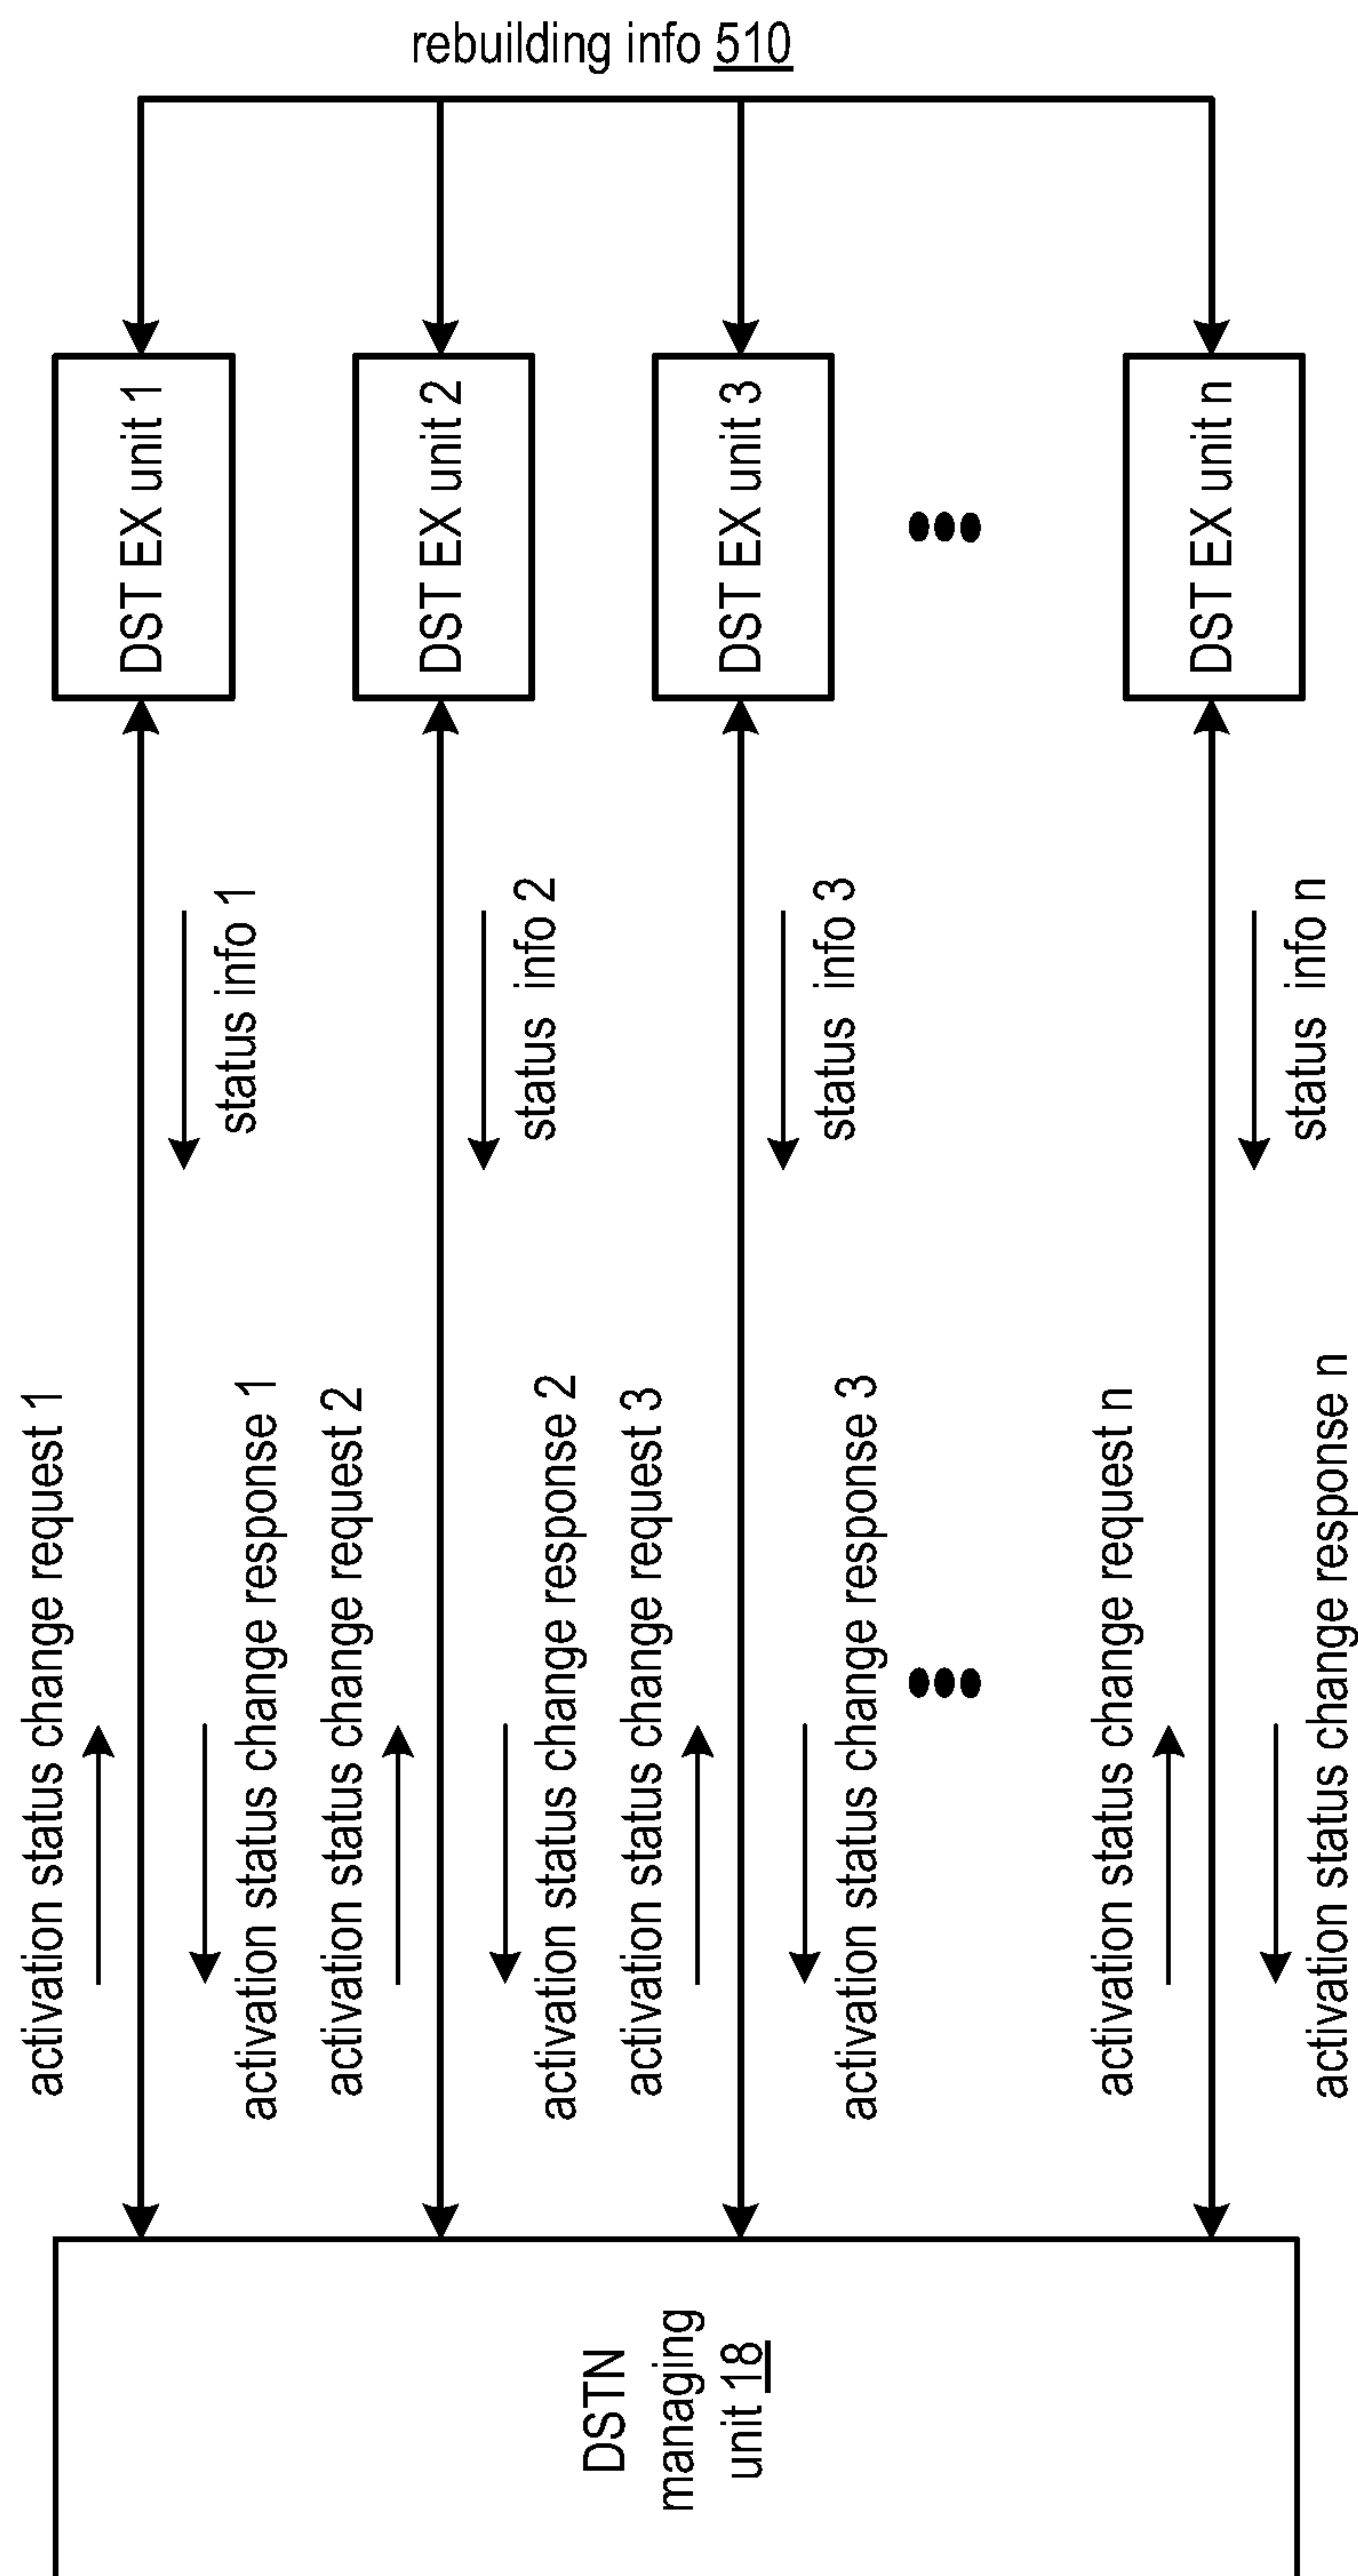 rebuilding info 510
DST EX unit 1
DST EX unit 2
DST EX unit 3
DST EX unit n
status info 1
status info 2
status info 3
status info n
activation status change request 1
activation status change response 1
activation status change request 2
activation status change response 2
activation status change request 3
activation status change response 3
activation status change request n
activation status change response n
DSTN
managing
unit 18